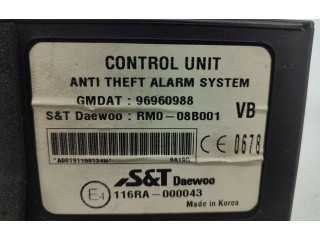 CONTROL UNIT
ANTI THEFT ALARM SYSTEM
GMDAT : 96960988
S&T Daewoo : RM0-08B001 VB
CE 0678
E4 S&T Daewoo
116RA-000043
Made in Korea